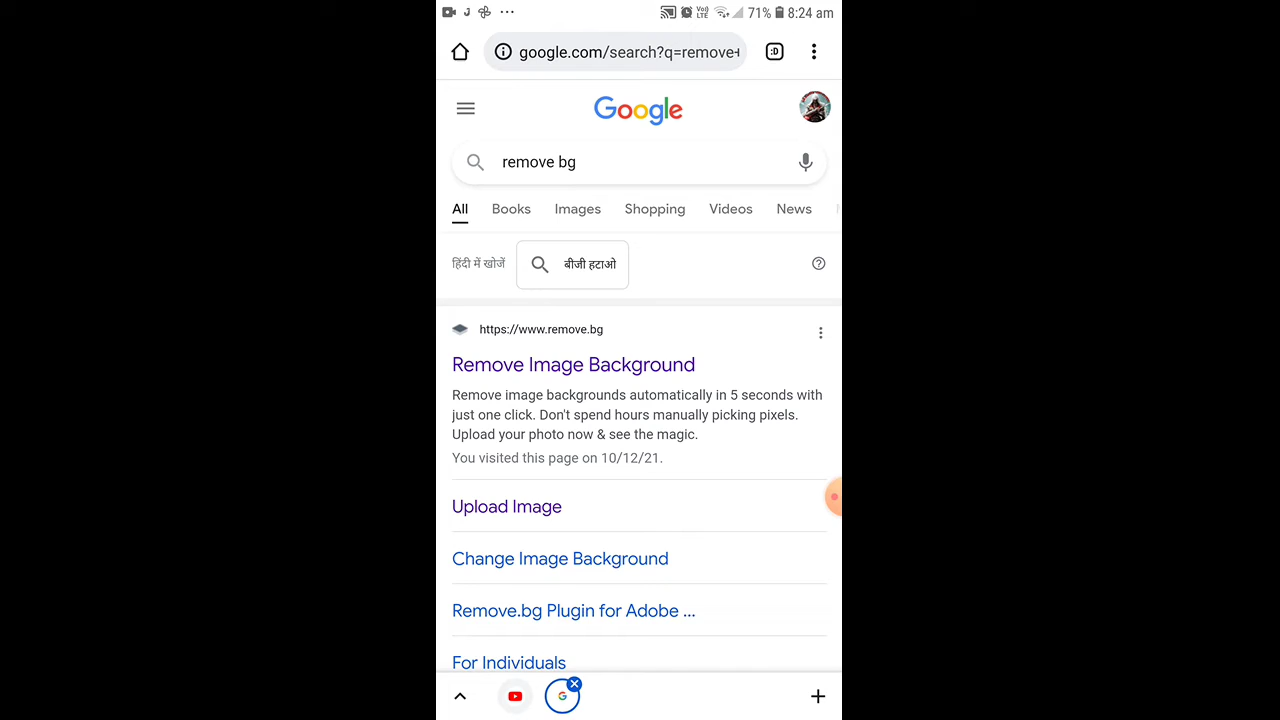 J ... Vo) LTE 71% 8:24 am
google.com/search?q=remove+ :D
Google
remove bg
All Books Images Shopping Videos News
हिंदी में खोजें बीजी हटाओ
https://www.remove.bg
Remove Image Background
Remove image backgrounds automatically in 5 seconds with
just one click. Don't spend hours manually picking pixels.
Upload your photo now & see the magic.
You visited this page on 10/12/21.
Upload Image
Change Image Background
Remove.bg Plugin for Adobe ...
For Individuals